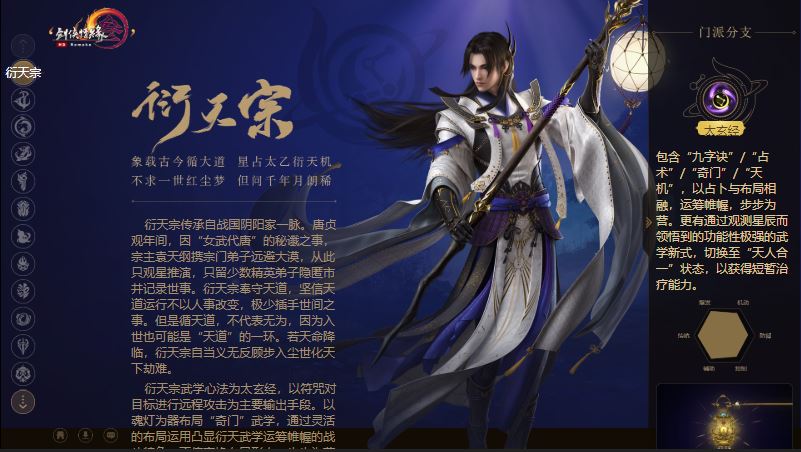 剑侠情缘
Remake
衍天宗
衍天宗
象载古今循大道 星占太乙衍天机
不求一世红尘梦 但问千年月朗稀
衍天宗传承自战国阴阳家一脉。唐贞
观年间，因“女武代唐”的秘谶之事，
宗主袁天纲携宗门弟子远遁大漠，从此
只观星推演，只留少数精英弟子隐匿市
井记录世事。衍天宗奉守天道，坚信天
道运行不以人事改变，极少插手世间之
事。但是循天道，不代表无为，因为入
世也可能是“天道”的一环。若天命降
临，衍天宗自当义无反顾步入尘世化天
下劫难。
衍天宗武学心法为太玄经，以符咒对
目标进行远程攻击为主要输出手段。以
魂灯为器布局“奇门”武学，通过灵活
的布局运用凸显衍天武学运筹帷幄的战
门派分支
太玄经
包含“九字诀”/“占
术”/“奇门”/“天
机”，以占卜与布局相
融，运筹帷幄，步步为
营。更有通过观测星辰而
领悟到的功能性极强的武
学新式，切换至“天人合
一”状态，以获得短暂治
疗能力。
爆发
机动
持续
防御
辅助
控制